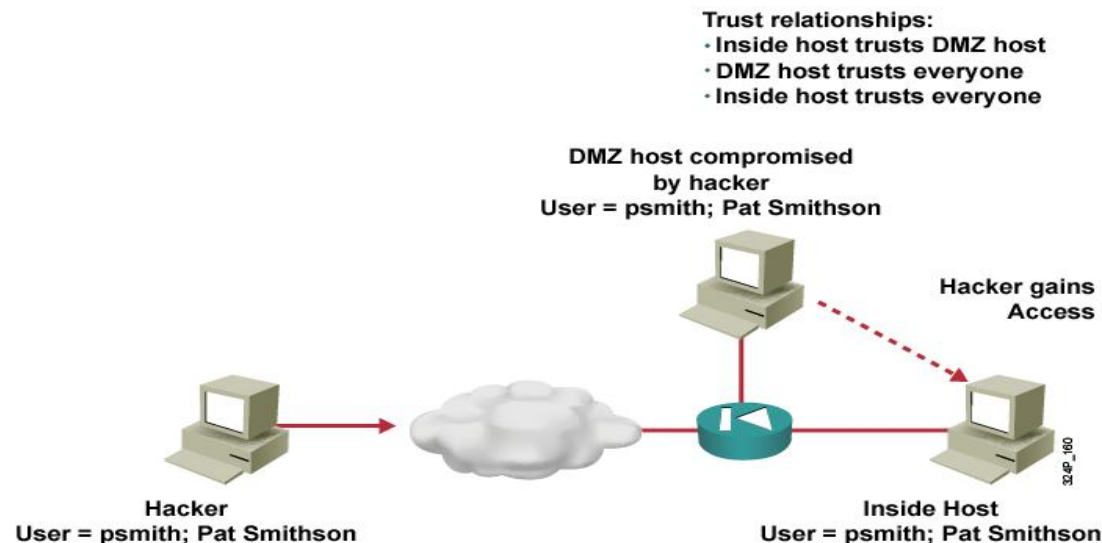 Trust relationships:
• Inside host trusts DMZ host
• DMZ host trusts everyone
• Inside host trusts everyone
DMZ host compromised
by hacker
User = psmith; Pat Smithson
Hacker gains
Access
324P_160
Hacker
User = psmith; Pat Smithson
Inside Host
User = psmith; Pat Smithson